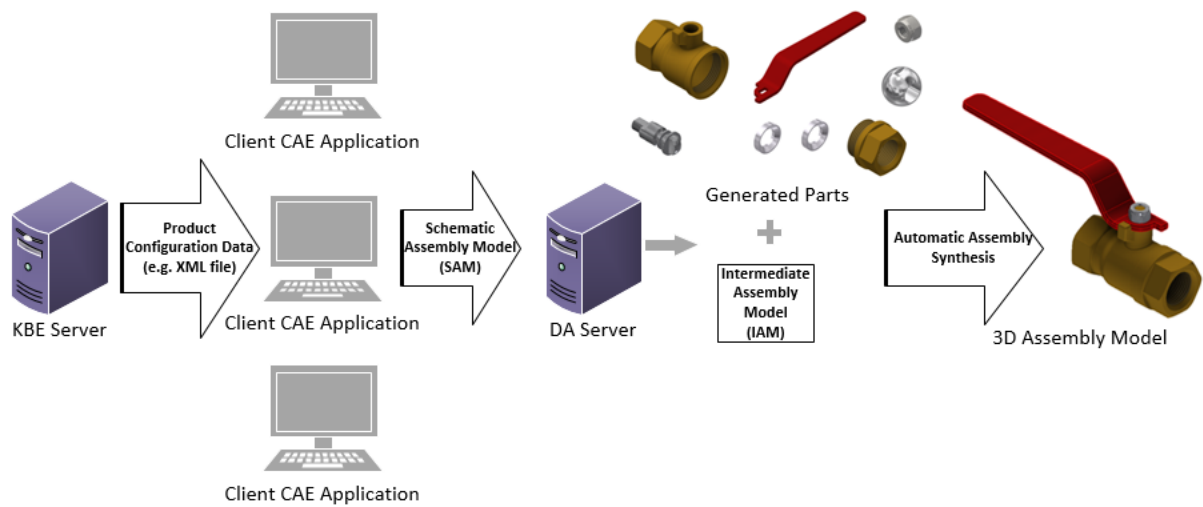 Client CAE Application
KBE Server
Product
Configuration Data
(e.g. XML file)
Client CAE Application
Client CAE Application
Schematic
Assembly Model
(SAM)
DA Server
Generated Parts
Intermediate
Assembly
Model
(IAM)
Automatic Assembly
Synthesis
3D Assembly Model